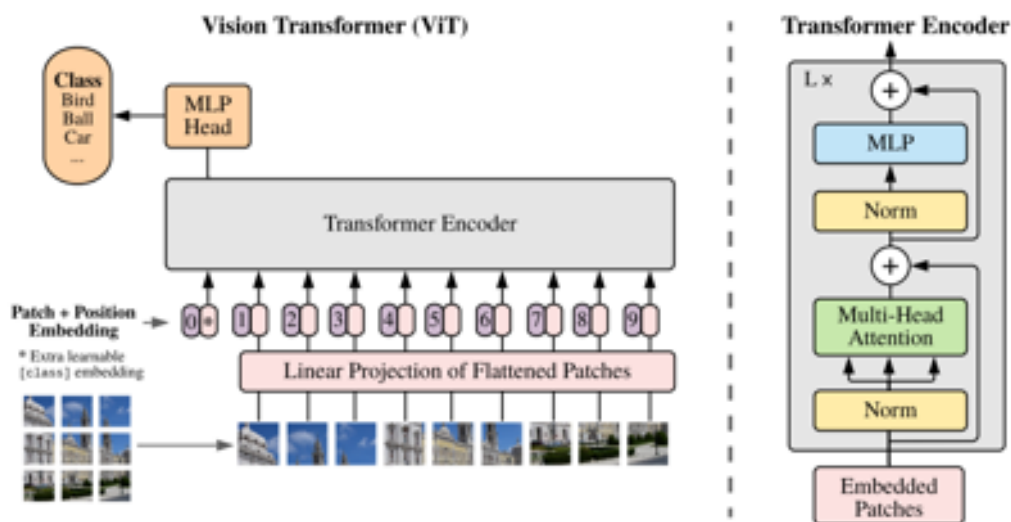 Vision Transformer (ViT)
Class
Bird
Ball
Car
...
MLP
Head
Transformer Encoder
Patch + Position
Embedding
* Extra learnable
[class] embedding
0 *
1
2
3
4
5
6
7
8
9
Linear Projection of Flattened Patches
Transformer Encoder
L ×
+
MLP
Norm
+
Multi-Head
Attention
Norm
Embedded
Patches